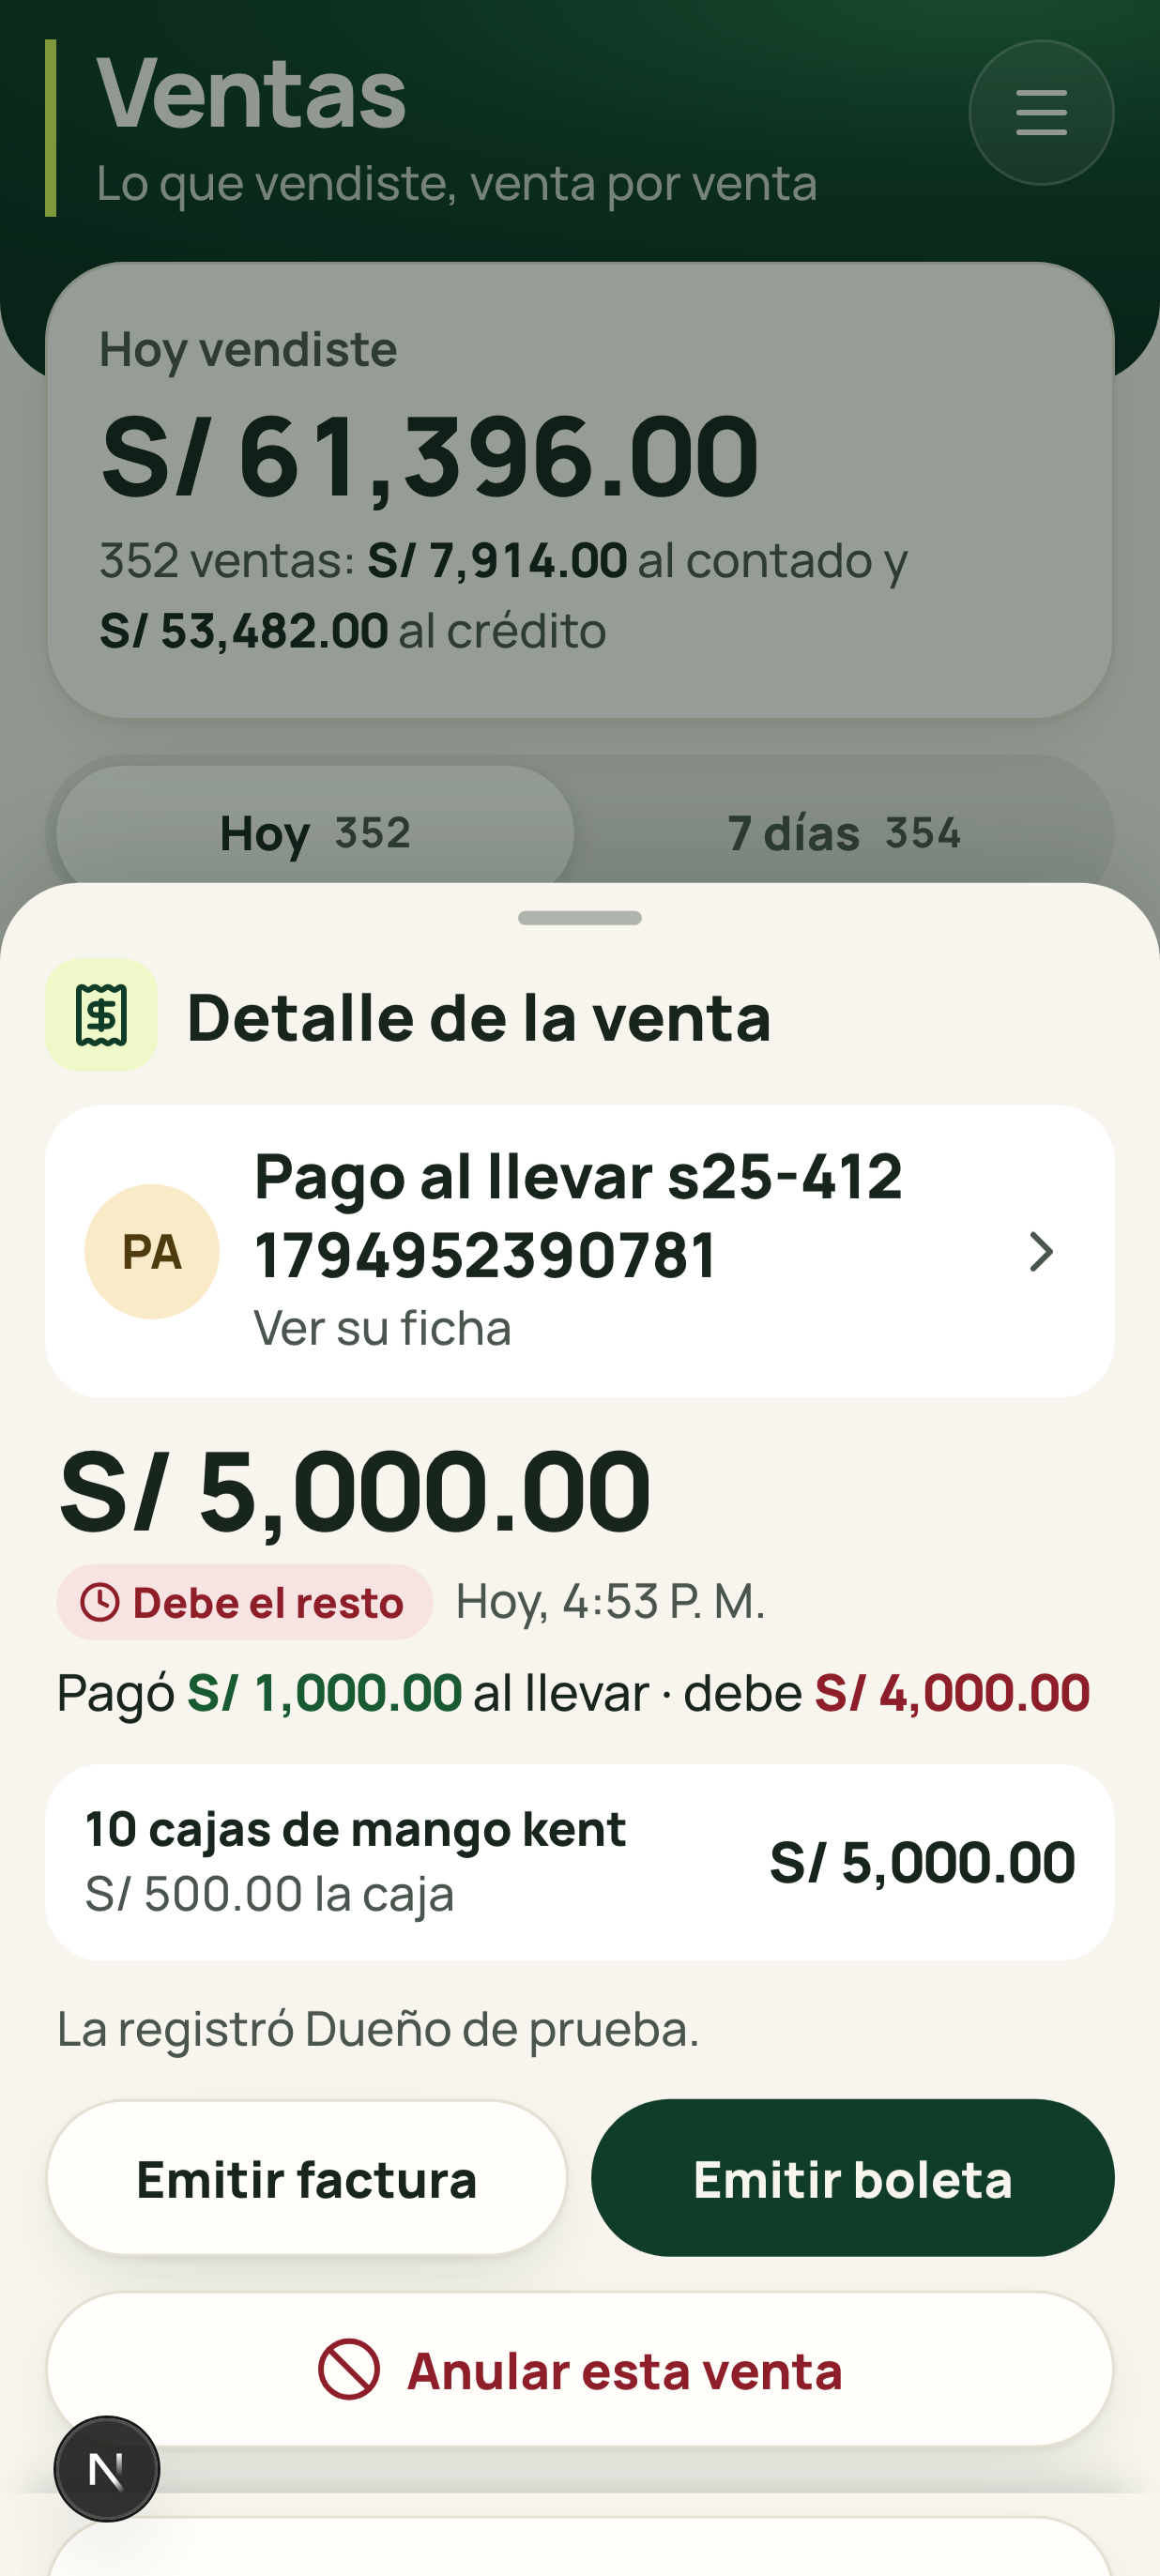 Ventas
Lo que vendiste, venta por venta
Hoy vendiste
S/ 61,396.00
352 ventas: S/ 7,914.00 al contado y
S/ 53,482.00 al crédito
Hoy 352
7 días 354
Detalle de la venta
PA
Pago al llevar s25-412
1794952390781
Ver su ficha
S/ 5,000.00
Debe el resto
Hoy, 4:53 P. M.
Pagó S/ 1,000.00 al llevar · debe S/ 4,000.00
10 cajas de mango kent
S/ 500.00 la caja
S/ 5,000.00
La registró Dueño de prueba.
Emitir factura
Emitir boleta
Anular esta venta
N